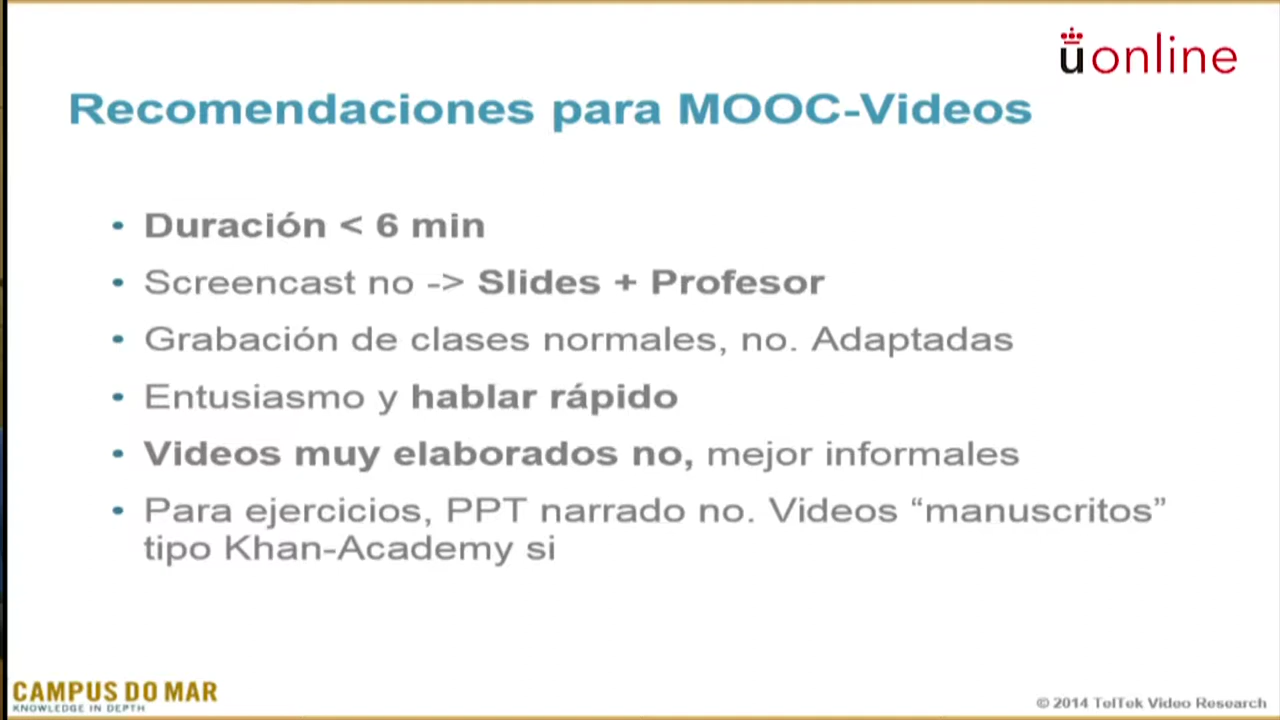 uonline
Recomendaciones para MOOC-Videos
• Duración < 6 min
• Screencast no -> Slides + Profesor
• Grabación de clases normales, no. Adaptadas
• Entusiasmo y hablar rápido
• Videos muy elaborados no, mejor informales
• Para ejercicios, PPT narrado no. Videos “manuscritos”
tipo Khan-Academy si
CAMPUS DO MAR
KNOWLEDGE IN DEPTH
© 2014 TelTek Video Research